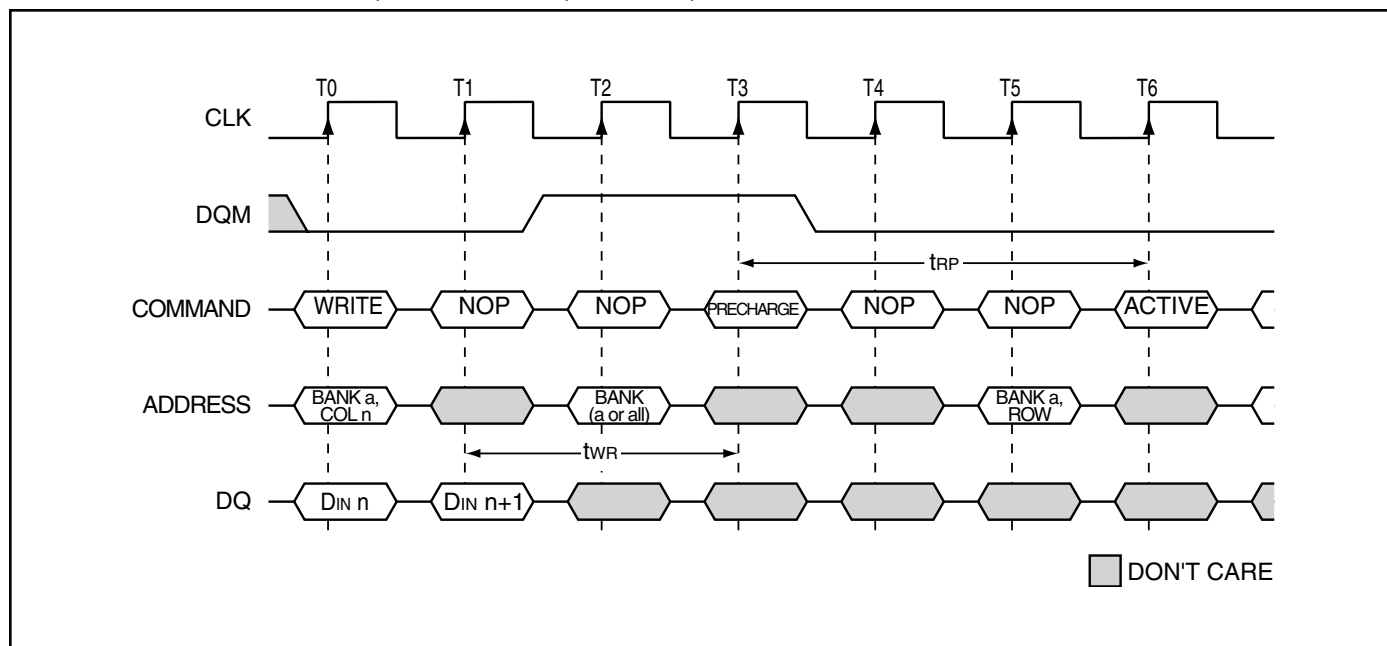 T0 T1 T2 T3 T4 T5 T6
CLK
DQM
tRP
COMMAND WRITE NOP NOP PRECHARGE NOP NOP ACTIVE
ADDRESS BANK a, COL n BANK (a or all) BANK a, ROW
tWR
DQ DIN n DIN n+1
DON'T CARE